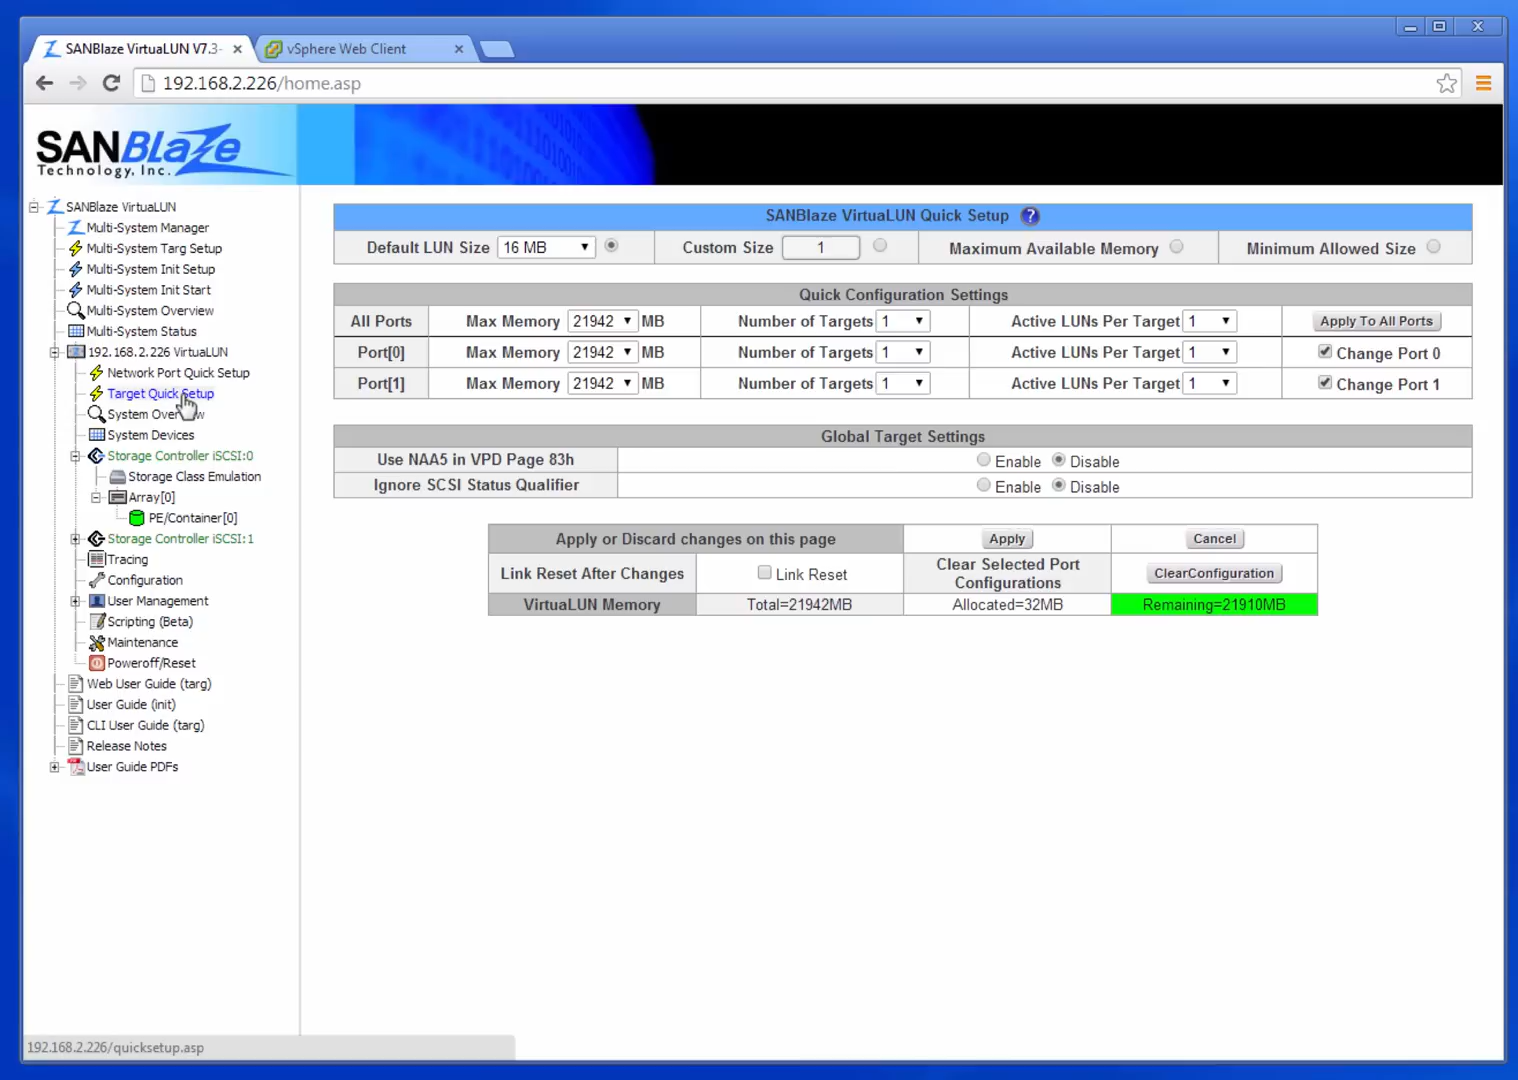 SANBlaze VirtuaLUN V7.3-
vSphere Web Client
192.168.2.226/home.asp
SANBlaze
Technology, Inc.
SANBlaze VirtuaLUN
Multi-System Manager
Multi-System Targ Setup
Multi-System Init Setup
Multi-System Init Start
Multi-System Overview
Multi-System Status
192.168.2.226 VirtuaLUN
Network Port Quick Setup
Target Quick Setup
System Devices
Storage Controller iSCSI:0
Storage Class Emulation
Array[0]
PE/Container[0]
Storage Controller iSCSI:1
Tracing
Configuration
User Management
Scripting (Beta)
Maintenance
Poweroff/Reset
Web User Guide (targ)
User Guide (init)
CLI User Guide (targ)
Release Notes
User Guide PDFs
SANBlaze VirtuaLUN Quick Setup ?
Default LUN Size 16 MB Custom Size 1 Maximum Available Memory Minimum Allowed Size
Quick Configuration Settings
All Ports Max Memory 21942 MB Number of Targets 1 Active LUNs Per Target 1 Apply To All Ports
Port[0] Max Memory 21942 MB Number of Targets 1 Active LUNs Per Target 1 Change Port 0
Port[1] Max Memory 21942 MB Number of Targets 1 Active LUNs Per Target 1 Change Port 1
Global Target Settings
Use NAA5 in VPD Page 83h Enable Disable
Ignore SCSI Status Qualifier Enable Disable
Apply or Discard changes on this page Apply Cancel
Link Reset After Changes Link Reset Clear Selected Port Configurations ClearConfiguration
VirtuaLUN Memory Total=21942MB Allocated=32MB Remaining=21910MB
192.168.2.226/quicksetup.asp